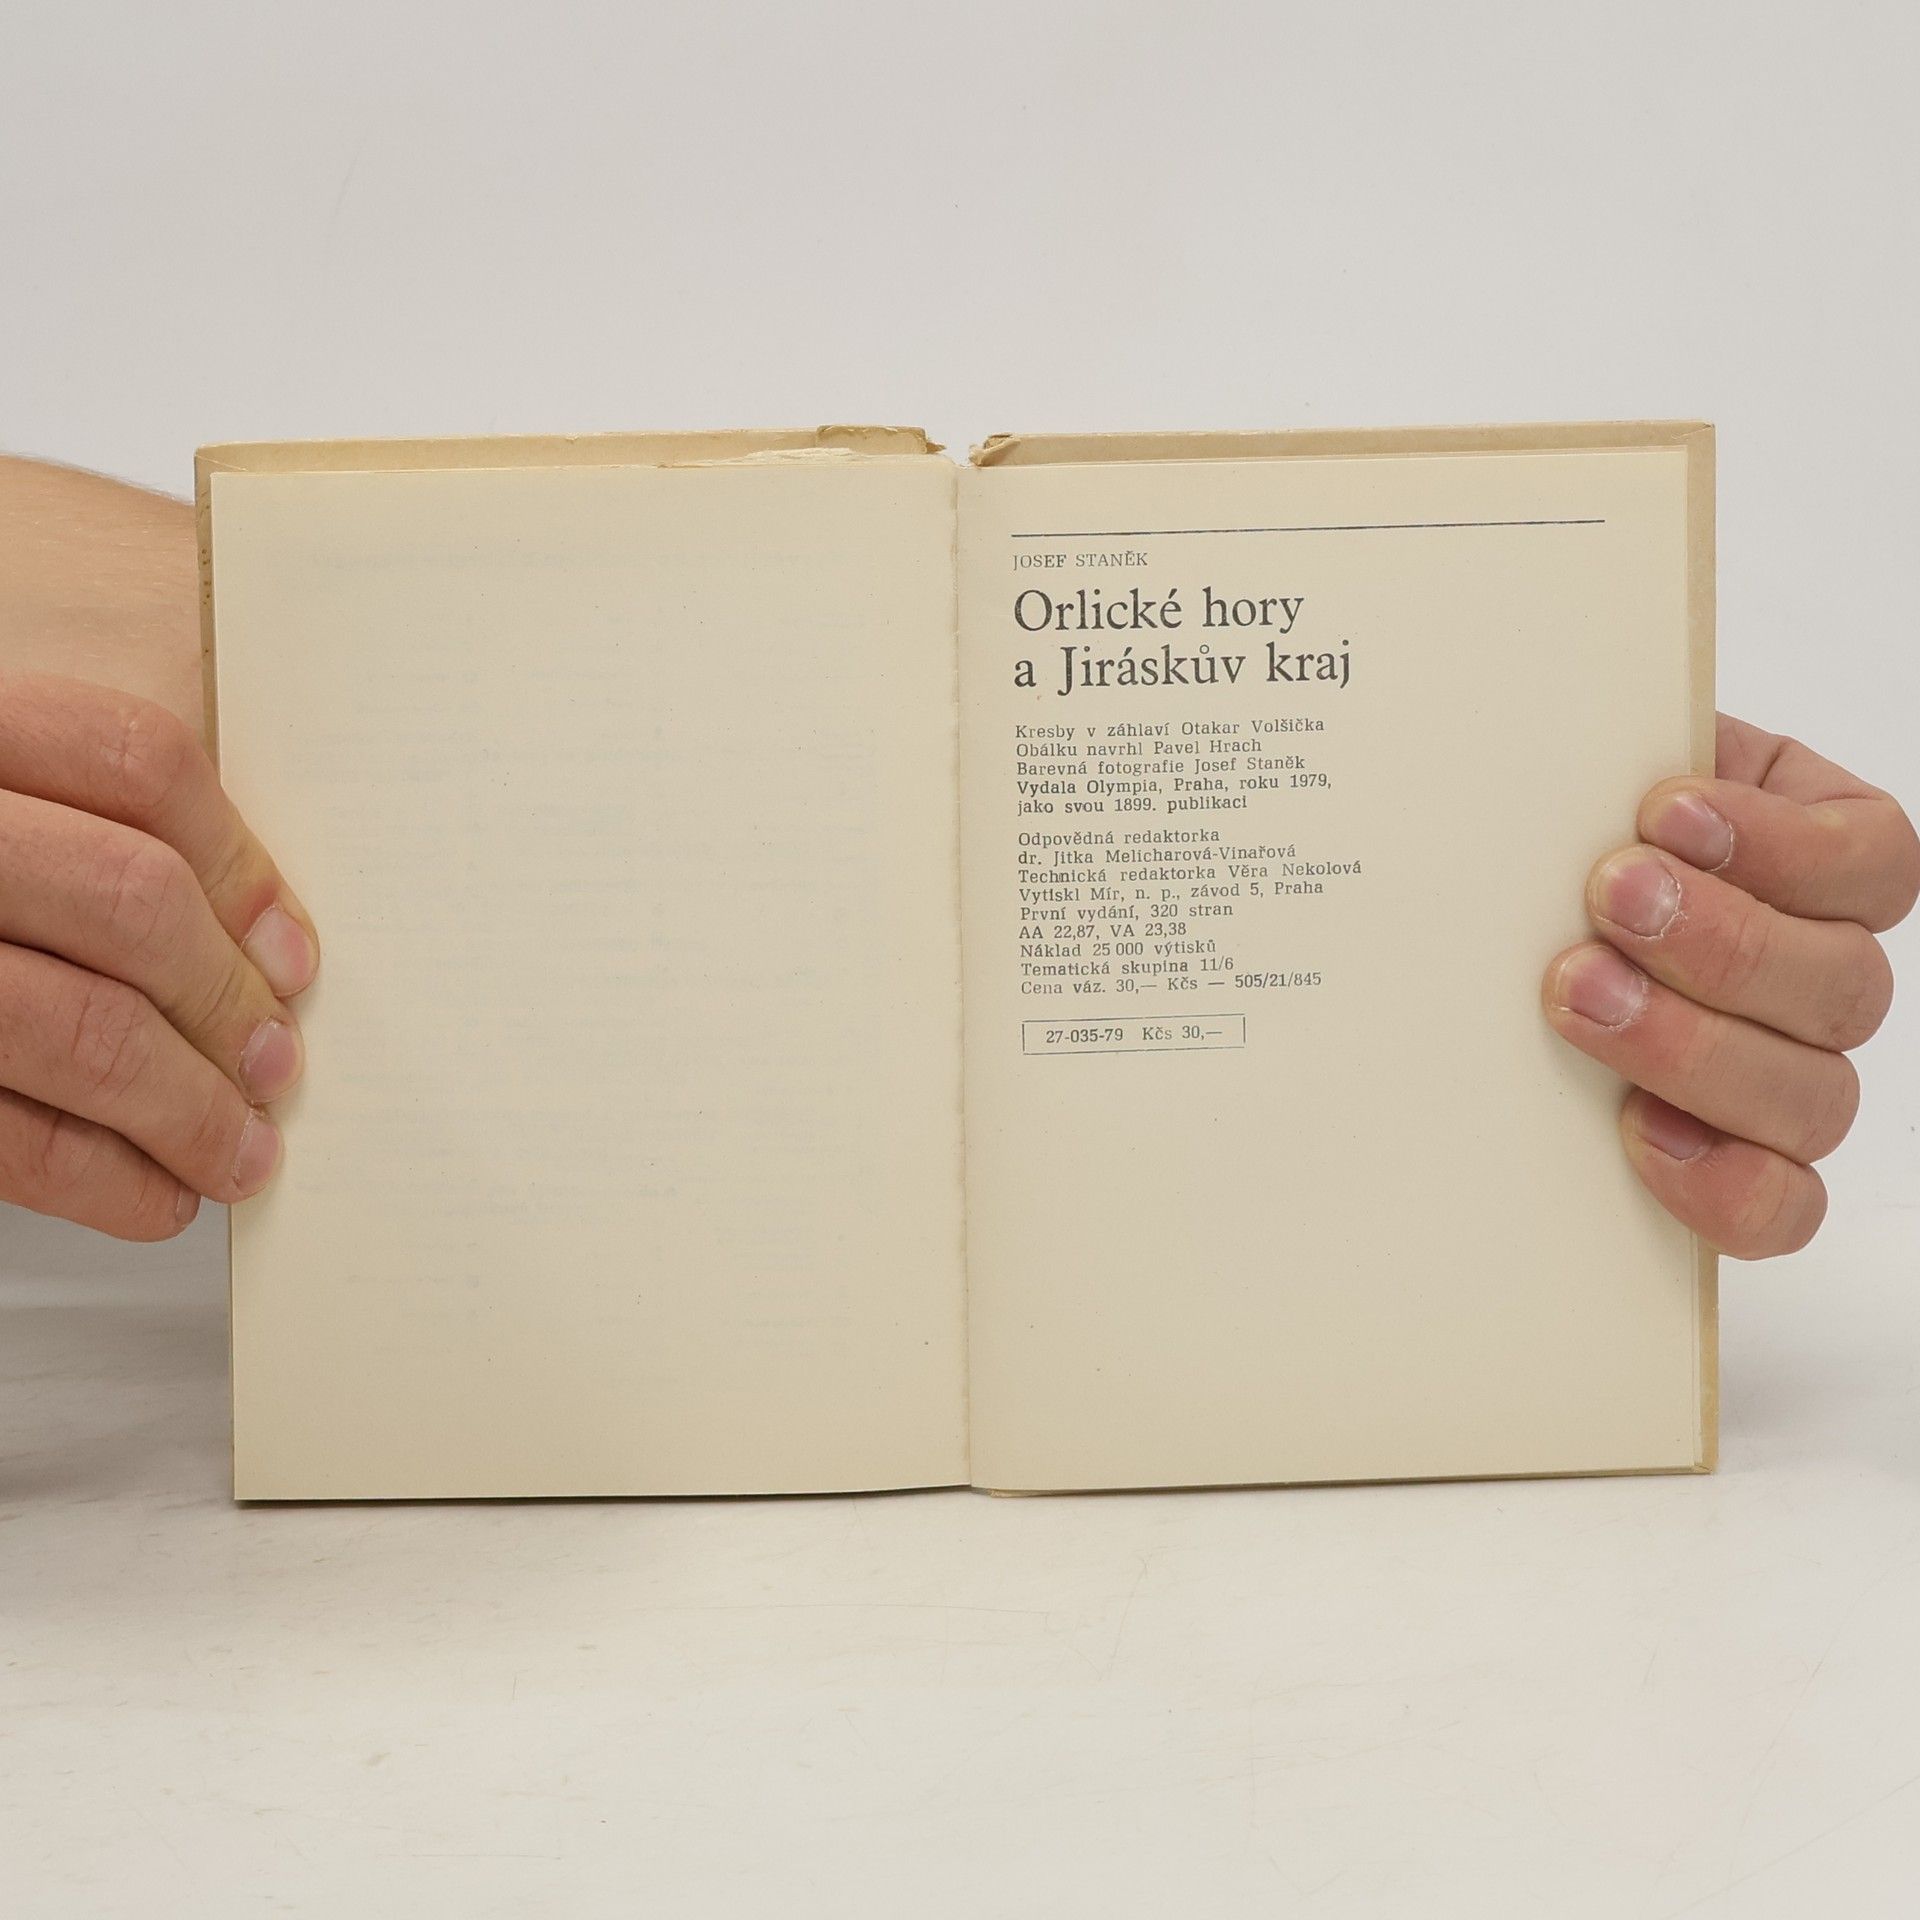 JOSEF STANĚK
Orlické hory
a Jiráskův kraj
Kresby v záhlaví Otakar Volšička
Obálku navrhl Pavel Hrach
Barevná fotografie Josef Staněk
Vydala Olympia, Praha, roku 1979,
jako svou 1899. publikaci
Odpovědná redaktorka
dr. Jitka Melicharová-Vinařová
Technická redaktorka Věra Nekolová
Vytiskl Mír, n. p., závod 5, Praha
První vydání, 320 stran
AA 22,87, VA 23,38
Náklad 25 000 výtisků
Tematická skupina 11/6
Cena váz. 30,— Kčs — 505/21/845
27-035-79 Kčs 30,—